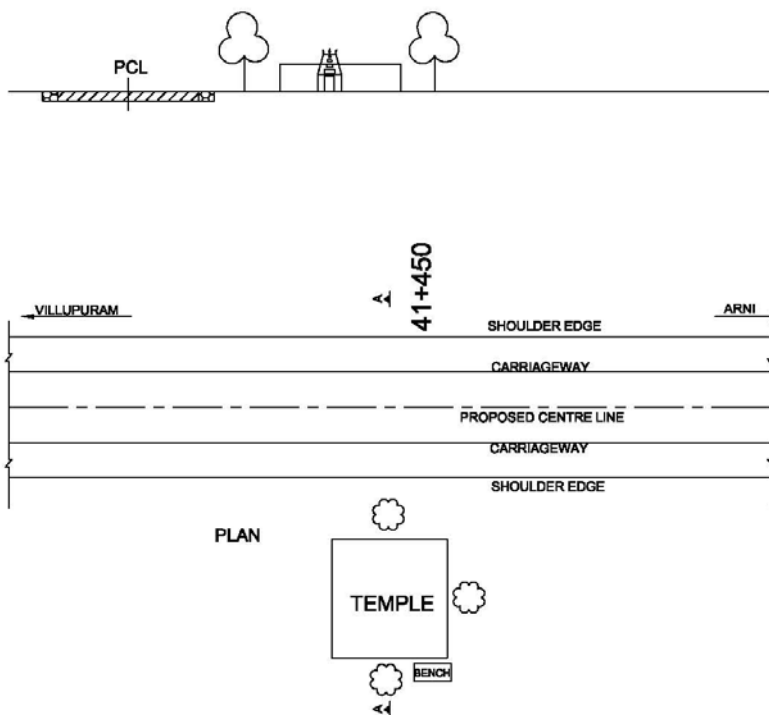 PCL
41+450
A
VILLUPURAM
ARNI
SHOULDER EDGE
CARRIAGEWAY
PROPOSED CENTRE LINE
CARRIAGEWAY
SHOULDER EDGE
PLAN
TEMPLE
BENCH
A